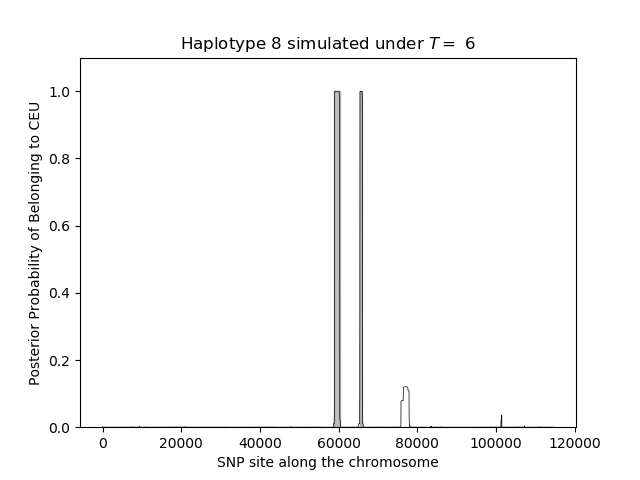 Haplotype 8 simulated under T = 6
Posterior Probability of Belonging to CEU
1.0
0.8
0.6
0.4
0.2
0.0
0 20000 40000 60000 80000 100000 120000
SNP site along the chromosome